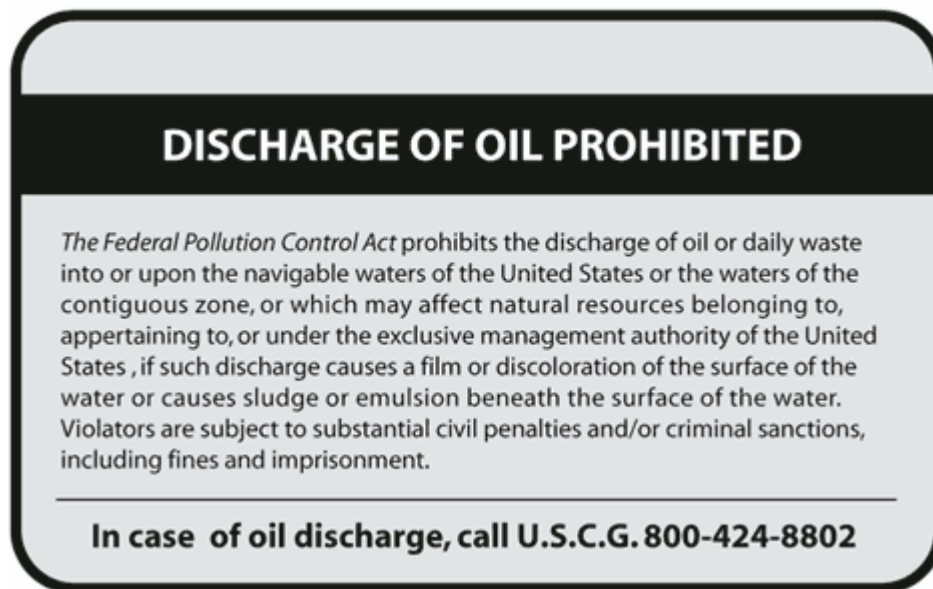 DISCHARGE OF OIL PROHIBITED
The Federal Pollution Control Act prohibits the discharge of oil or daily waste
into or upon the navigable waters of the United States or the waters of the
contiguous zone, or which may affect natural resources belonging to,
appertaining to, or under the exclusive management authority of the United
States , if such discharge causes a film or discoloration of the surface of the
water or causes sludge or emulsion beneath the surface of the water.
Violators are subject to substantial civil penalties and/or criminal sanctions,
including fines and imprisonment.
In case of oil discharge, call U.S.C.G. 800-424-8802